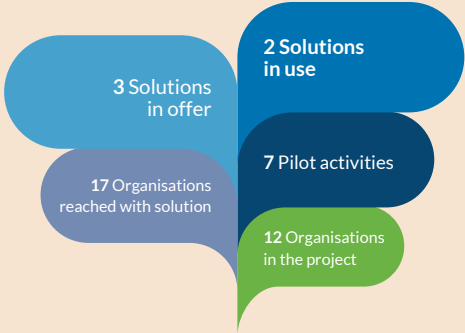 2 Solutions
in use
3 Solutions
in offer
7 Pilot activities
17 Organisations
reached with solution
12 Organisations
in the project